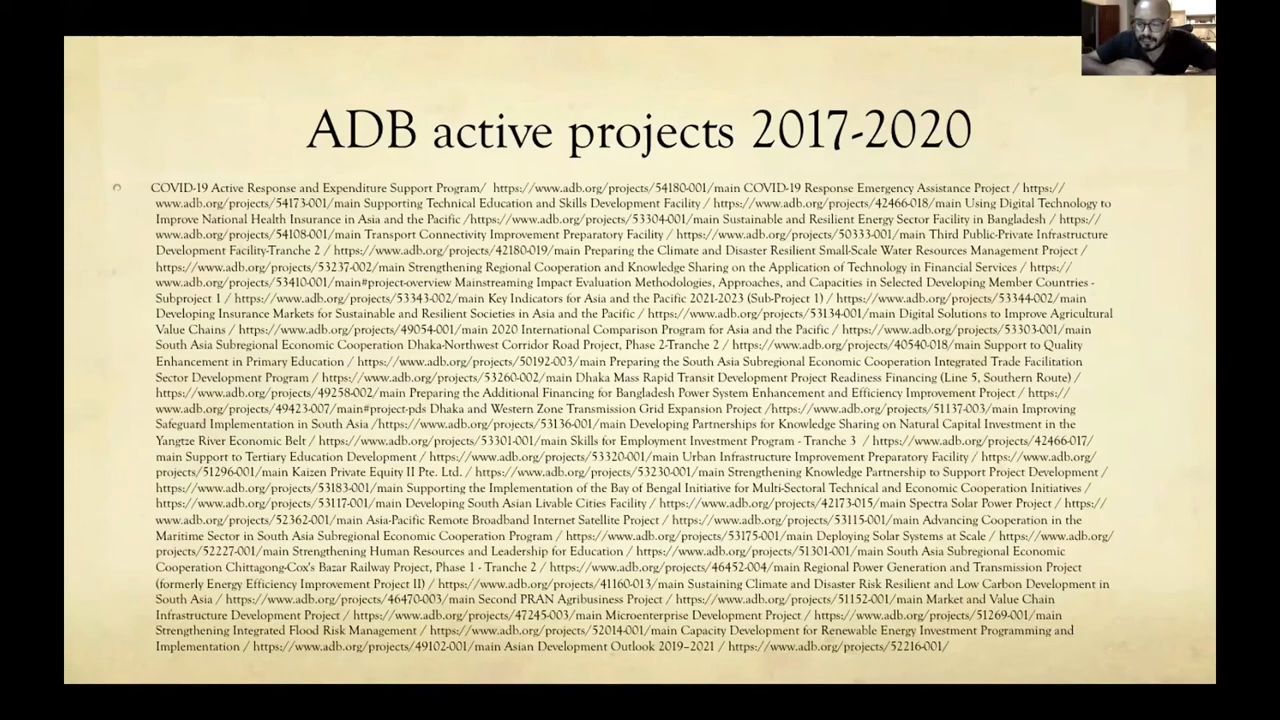 ADB active projects 2017-2020
COVID-19 Active Response and Expenditure Support Program/ https://www.adb.org/projects/54180-001/main COVID-19 Response Emergency Assistance Project / https://
www.adb.org/projects/54173-001/main Supporting Technical Education and Skills Development Facility / https://www.adb.org/projects/42466-018/main Using Digital Technology to
Improve National Health Insurance in Asia and the Pacific /https://www.adb.org/projects/53304-001/main Sustainable and Resilient Energy Sector Facility in Bangladesh / https://
www.adb.org/projects/54108-001/main Transport Connectivity Improvement Preparatory Facility / https://www.adb.org/projects/50333-001/main Third Public-Private Infrastructure
Development Facility-Tranche 2 / https://www.adb.org/projects/42180-019/main Preparing the Climate and Disaster Resilient Small-Scale Water Resources Management Project /
https://www.adb.org/projects/53237-002/main Strengthening Regional Cooperation and Knowledge Sharing on the Application of Technology in Financial Services / https://
www.adb.org/projects/53410-001/main#project-overview Mainstreaming Impact Evaluation Methodologies, Approaches, and Capacities in Selected Developing Member Countries -
Subproject 1 / https://www.adb.org/projects/53343-002/main Key Indicators for Asia and the Pacific 2021-2023 (Sub-Project 1) / https://www.adb.org/projects/53344-002/main
Developing Insurance Markets for Sustainable and Resilient Societies in Asia and the Pacific / https://www.adb.org/projects/53134-001/main Digital Solutions to Improve Agricultural
Value Chains / https://www.adb.org/projects/49054-001/main 2020 International Comparison Program for Asia and the Pacific / https://www.adb.org/projects/53303-001/main
South Asia Subregional Economic Cooperation Dhaka-Northwest Corridor Road Project, Phase 2-Tranche 2 / https://www.adb.org/projects/40540-018/main Support to Quality
Enhancement in Primary Education / https://www.adb.org/projects/50192-003/main Preparing the South Asia Subregional Economic Cooperation Integrated Trade Facilitation
Sector Development Program / https://www.adb.org/projects/53260-002/main Dhaka Mass Rapid Transit Development Project Readiness Financing (Line 5, Southern Route) /
https://www.adb.org/projects/49258-002/main Preparing the Additional Financing for Bangladesh Power System Enhancement and Efficiency Improvement Project / https://
www.adb.org/projects/49423-007/main#project-pds Dhaka and Western Zone Transmission Grid Expansion Project /https://www.adb.org/projects/51137-003/main Improving
Safeguard Implementation in South Asia /https://www.adb.org/projects/53136-001/main Developing Partnerships for Knowledge Sharing on Natural Capital Investment in the
Yangtze River Economic Belt / https://www.adb.org/projects/53301-001/main Skills for Employment Investment Program - Tranche 3 / https://www.adb.org/projects/42466-017/
main Support to Tertiary Education Development / https://www.adb.org/projects/53320-001/main Urban Infrastructure Improvement Preparatory Facility / https://www.adb.org/
projects/51296-001/main Kaizen Private Equity II Pte. Ltd. / https://www.adb.org/projects/53230-001/main Strengthening Knowledge Partnership to Support Project Development /
https://www.adb.org/projects/53183-001/main Supporting the Implementation of the Bay of Bengal Initiative for Multi-Sectoral Technical and Economic Cooperation Initiatives /
https://www.adb.org/projects/53117-001/main Developing South Asian Livable Cities Facility / https://www.adb.org/projects/42173-015/main Spectra Solar Power Project / https://
www.adb.org/projects/52362-001/main Asia-Pacific Remote Broadband Internet Satellite Project / https://www.adb.org/projects/53115-001/main Advancing Cooperation in the
Maritime Sector in South Asia Subregional Economic Cooperation Program / https://www.adb.org/projects/53175-001/main Deploying Solar Systems at Scale / https://www.adb.org/
projects/52227-001/main Strengthening Human Resources and Leadership for Education / https://www.adb.org/projects/51301-001/main South Asia Subregional Economic
Cooperation Chittagong-Cox's Bazar Railway Project, Phase 1 - Tranche 2 / https://www.adb.org/projects/46452-004/main Regional Power Generation and Transmission Project
(formerly Energy Efficiency Improvement Project II) / https://www.adb.org/projects/41160-013/main Sustaining Climate and Disaster Risk Resilient and Low Carbon Development in
South Asia / https://www.adb.org/projects/46470-003/main Second PRAN Agribusiness Project / https://www.adb.org/projects/51152-001/main Market and Value Chain
Infrastructure Development Project / https://www.adb.org/projects/47245-003/main Microenterprise Development Project / https://www.adb.org/projects/51269-001/main
Strengthening Integrated Flood Risk Management / https://www.adb.org/projects/52014-001/main Capacity Development for Renewable Energy Investment Programming and
Implementation / https://www.adb.org/projects/49102-001/main Asian Development Outlook 2019–2021 / https://www.adb.org/projects/52216-001/